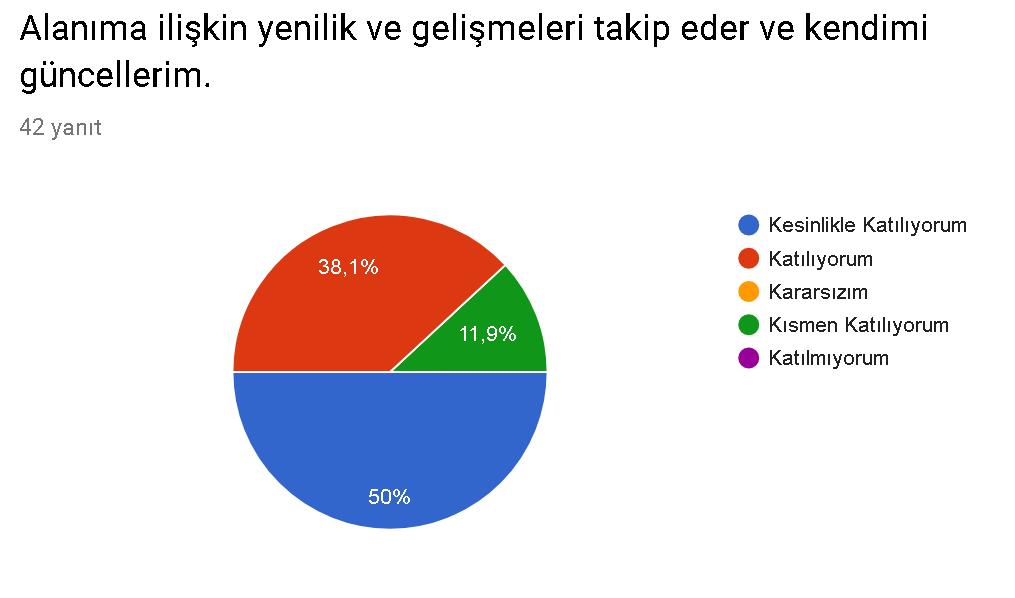 Alanıma ilişkin yenilik ve gelişmeleri takip eder ve kendimi
güncellerim.
42 yanıt
38,1%
11,9%
50%
Kesinlikle Katılıyorum
Katılıyorum
Kararsızım
Kısmen Katılıyorum
Katılmıyorum